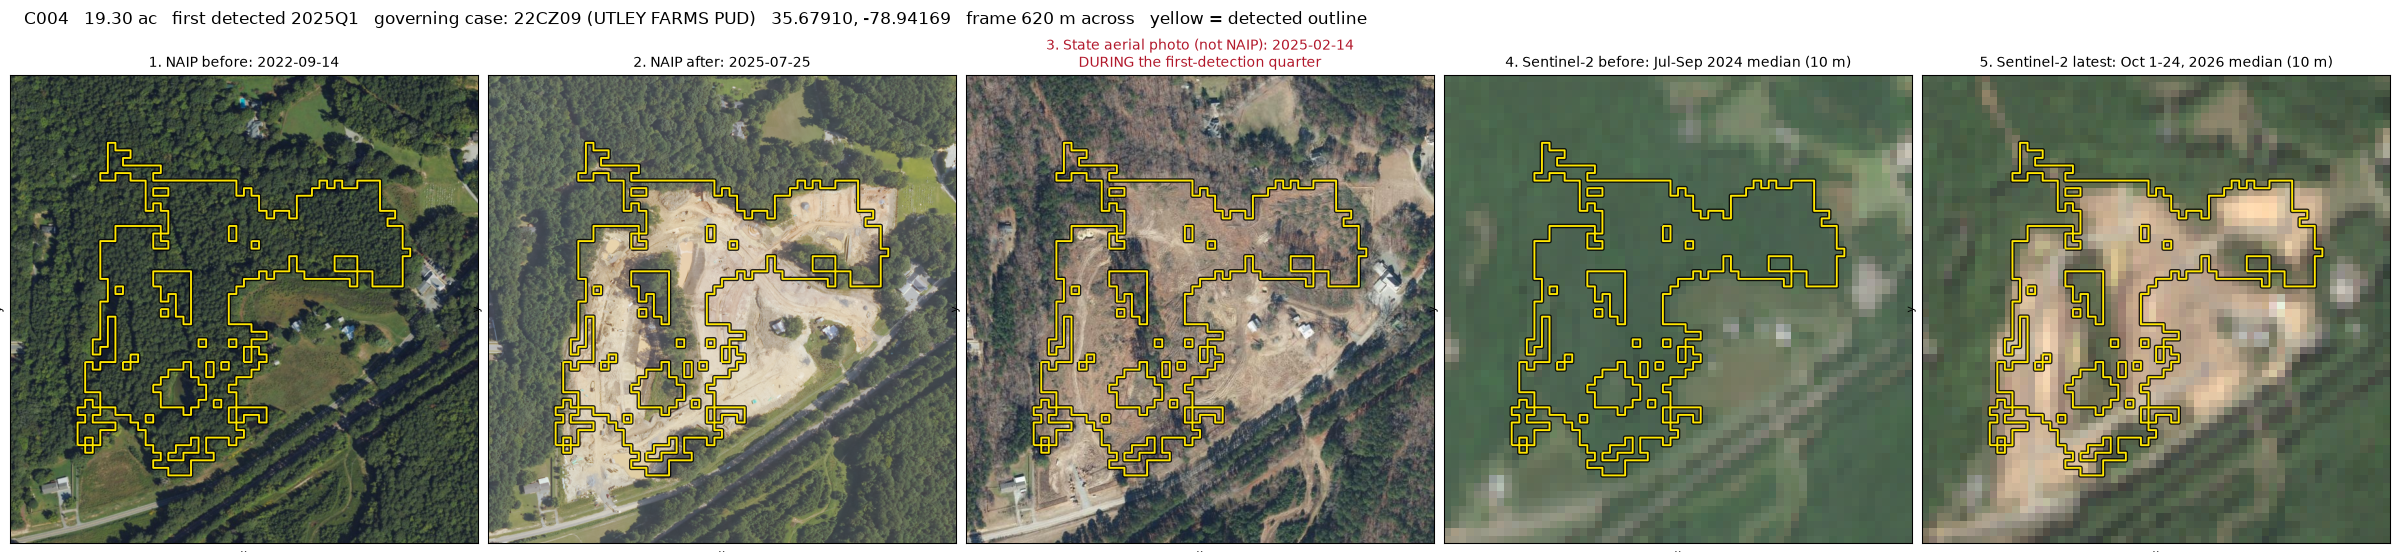 C004   19.30 ac   first detected 2025Q1   governing case: 22CZ09 (UTLEY FARMS PUD)   35.67910, -78.94169   frame 620 m across   yellow = detected outline
1. NAIP before: 2022-09-14
2. NAIP after: 2025-07-25
3. State aerial photo (not NAIP): 2025-02-14
DURING the first-detection quarter
4. Sentinel-2 before: Jul-Sep 2024 median (10 m)
5. Sentinel-2 latest: Oct 1-24, 2026 median (10 m)